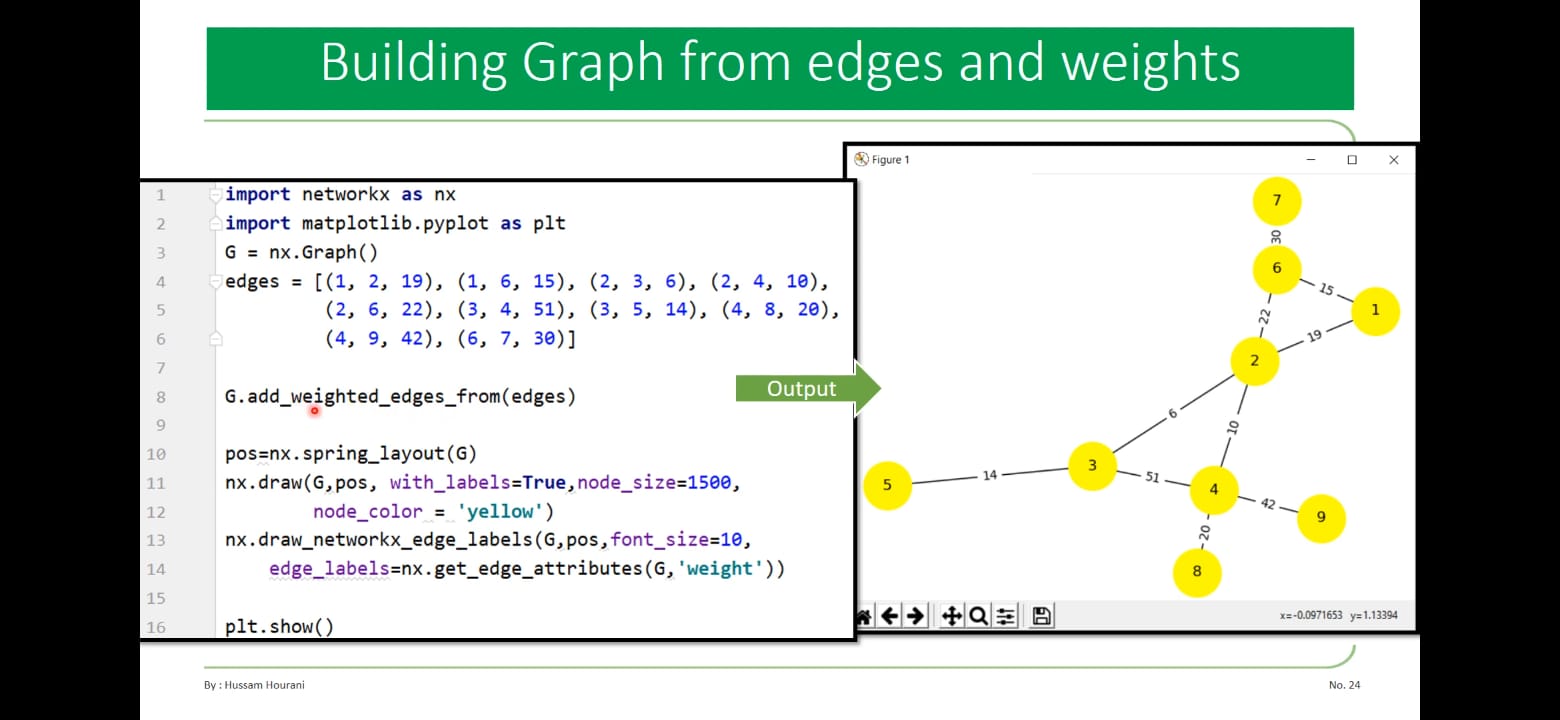 Building Graph from edges and weights
1 import networkx as nx
2 import matplotlib.pyplot as plt
3 G = nx.Graph()
4 edges = [(1, 2, 19), (1, 6, 15), (2, 3, 6), (2, 4, 10),
5 (2, 6, 22), (3, 4, 51), (3, 5, 14), (4, 8, 20),
6 (4, 9, 42), (6, 7, 30)]
7
8 G.add_weighted_edges_from(edges)
9
10 pos=nx.spring_layout(G)
11 nx.draw(G,pos, with_labels=True,node_size=1500,
12 node_color = 'yellow')
13 nx.draw_networkx_edge_labels(G,pos,font_size=10,
14 edge_labels=nx.get_edge_attributes(G,'weight'))
15
16 plt.show()
Output
Figure 1
7
30
6
15
1
22
19
2
6
10
3
14
5
51
4
42
9
20
8
x=-0.0971653 y=1.13394
By : Hussam Hourani
No. 24